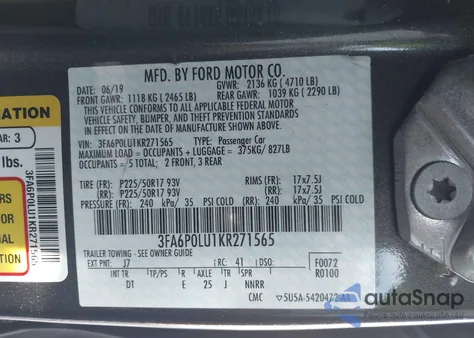 MFD. BY FORD MOTOR CO.
DATE: 06/19 GVWR: 2136 KG ( 4710 LB)
FRONT GAWR: 1118 KG ( 2465 LB) REAR GAWR: 1039 KG ( 2290 LB)
THIS VEHICLE CONFORMS TO ALL APPLICABLE FEDERAL MOTOR
VEHICLE SAFETY, BUMPER, AND THEFT PREVENTION STANDARDS
IN EFFECT ON THE DATE OF MANUFACTURE SHOWN ABOVE.
VIN: 3FA6P0LU1KR271565 TYPE: Passenger Car
MAXIMUM LOAD = OCCUPANTS + LUGGAGE = 375KG/ 827LB
OCCUPANTS = 5 TOTAL: 2 FRONT, 3 REAR
TIRE (FR): P225/50R17 93V RIMS (FR): 17x7.5J
(RR): P225/50R17 93V (RR): 17x7.5J
PRESSURE (FR): 240 kPa/ 35 PSI COLD (RR): 240 kPa/ 35 PSI COLD
3FA6P0LU1KR271565
TRAILER TOWING - SEE OWNER GUIDE
EXT PNT: J7 RC: 41 DSO: F0072
INT TR TP/PS R AXLE TR SPR R0100
DT E 25 J NNRR
CMC 5U5A-5420472-AA
ATION
AR: 3
lbs.
3FA6P0LU1KR271565
autoSnap